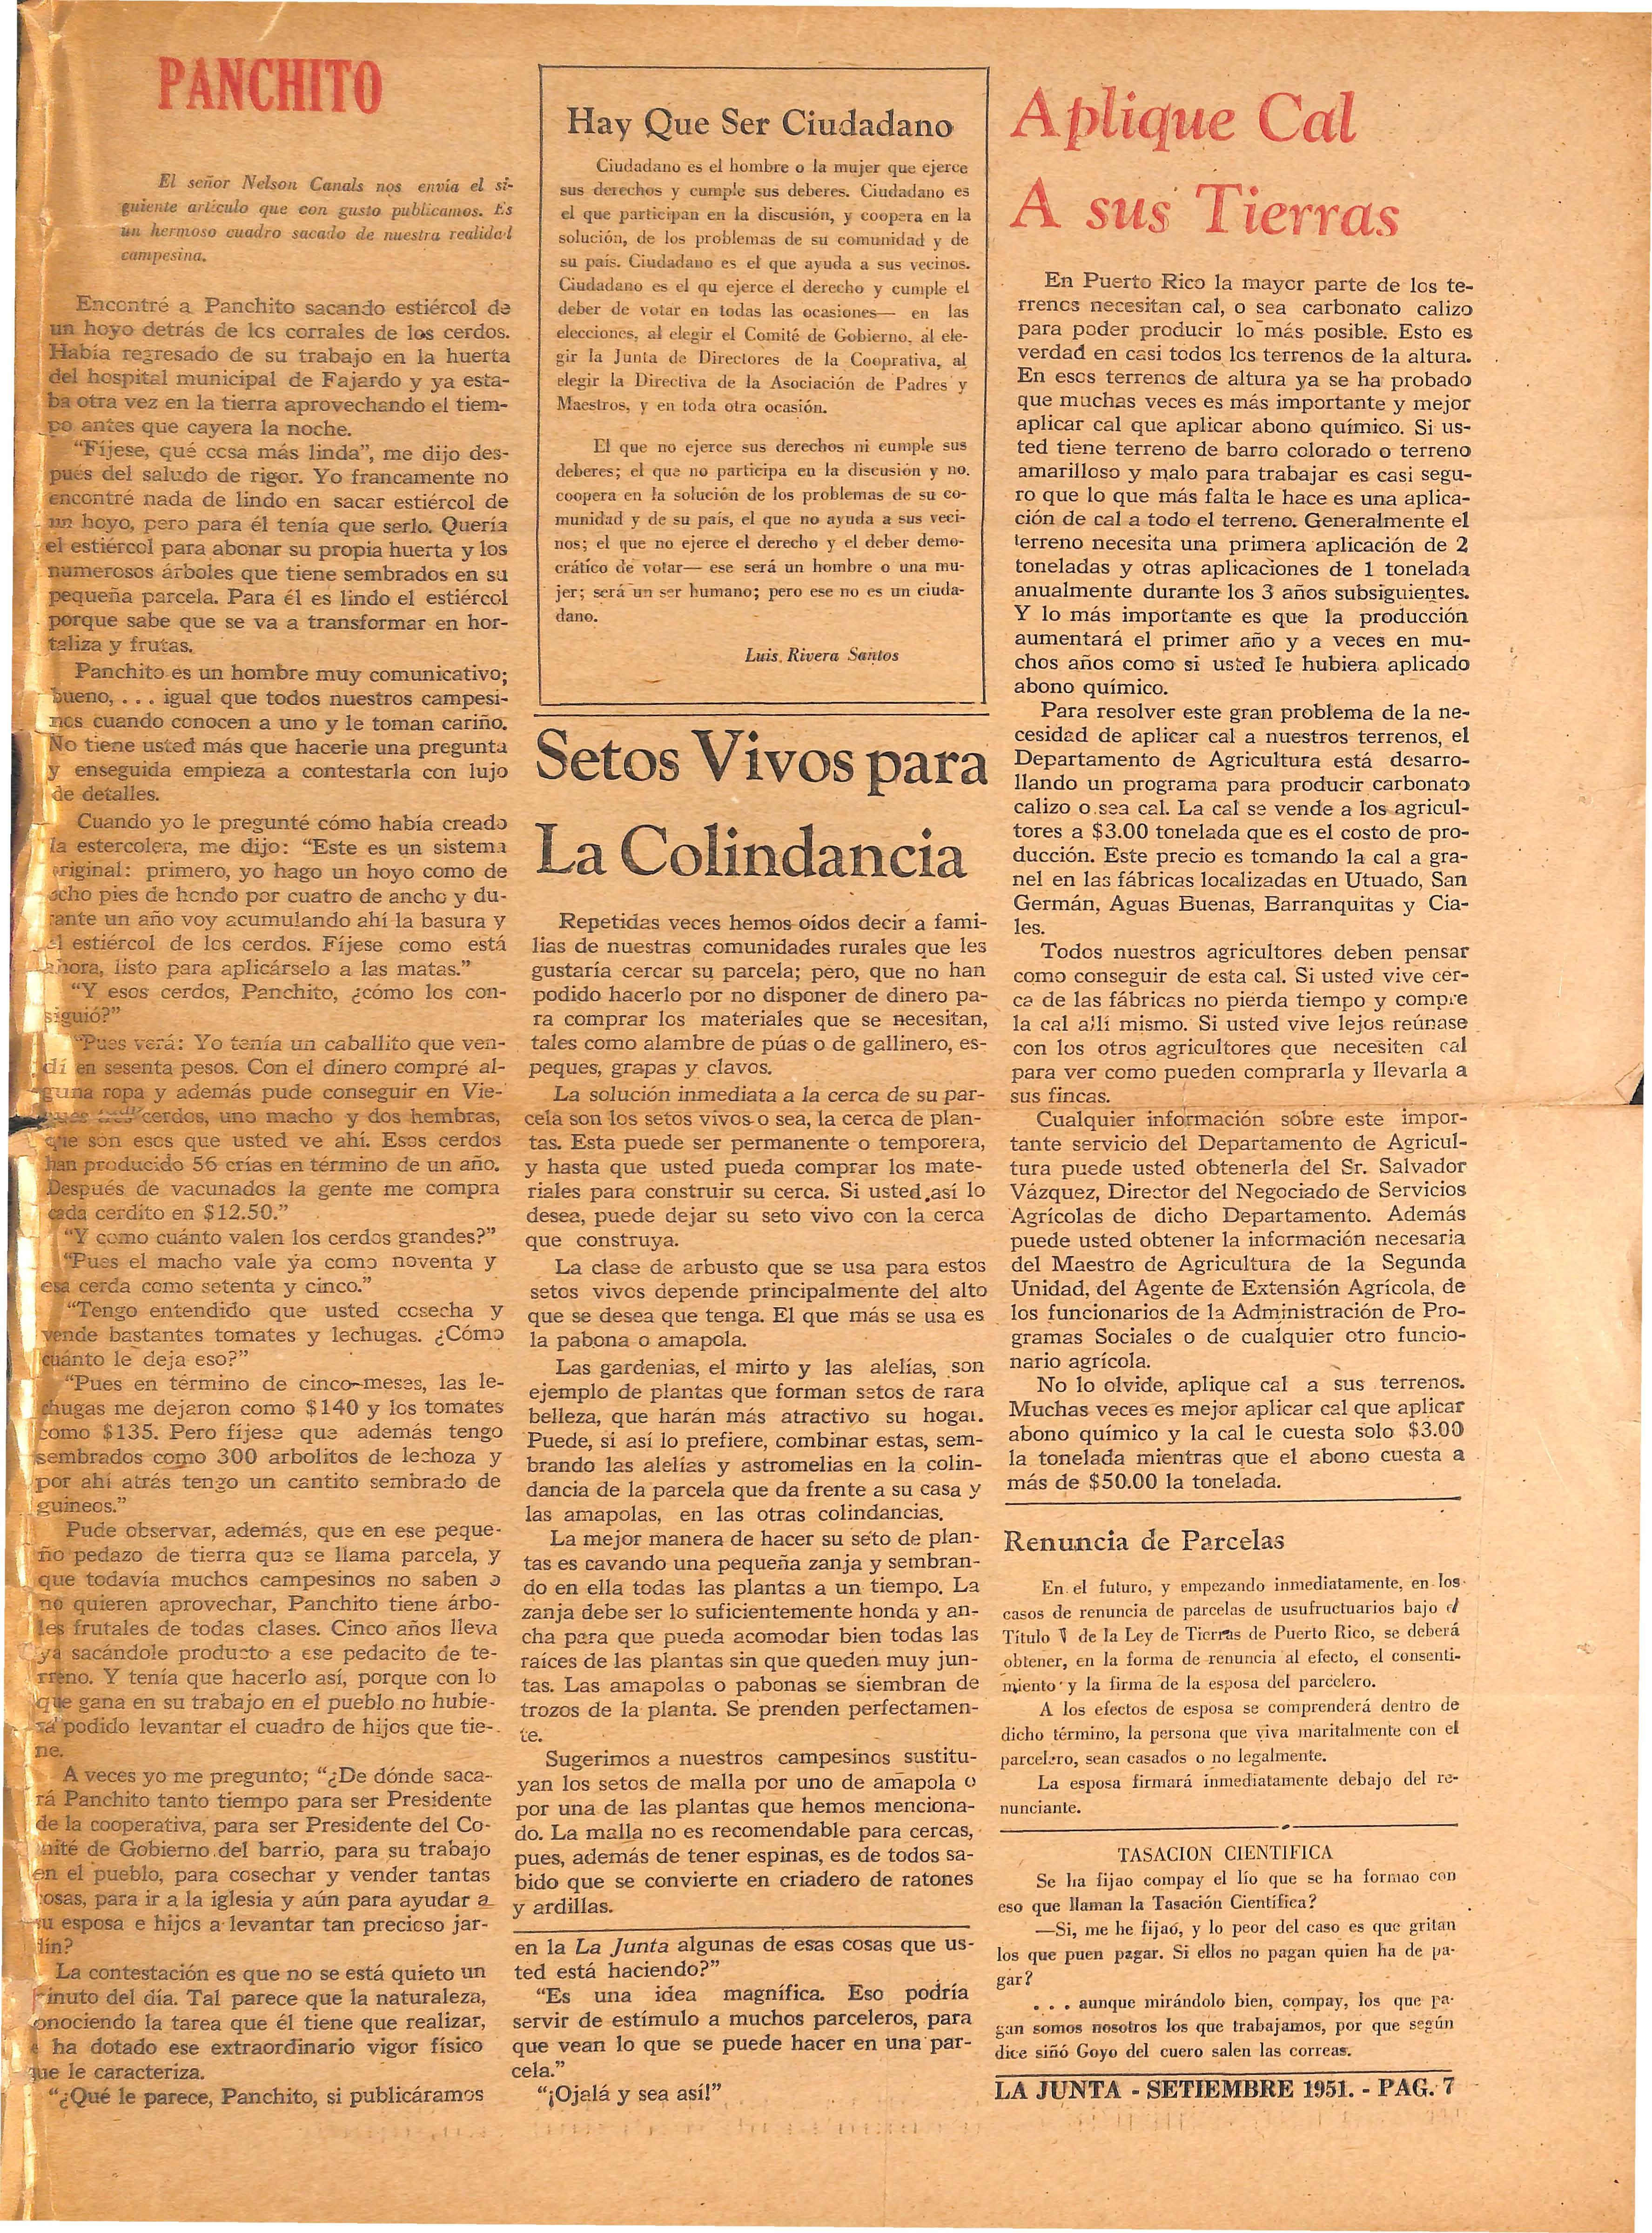 PANCHITO
El señor Nelson Canals nos envía el si-
guiente artículo que con gusto publicamos. Es
un hermoso cuadro sacado de nuestra realidad
campesina.
Encontré a Panchito sacando estiércol de
un hoyo detrás de los corrales de los cerdos.
Había regresado de su trabajo en la huerta
del hospital municipal de Fajardo y ya esta-
ba otra vez en la tierra aprovechando el tiem-
po antes que cayera la noche.
"Fíjese, qué cosa más linda", me dijo des-
pués del saludo de rigor. Yo francamente no
encontré nada de lindo en sacar estiércol de
un hoyo, pero para él tenía que serlo. Quería
el estiércol para abonar su propia huerta y los
numerosos árboles que tiene sembrados en su
pequeña parcela. Para él es lindo el estiércol
porque sabe que se va a transformar en hor-
taliza y frutas.
Panchito es un hombre muy comunicativo;
bueno, . . . igual que todos nuestros campesi-
nos cuando conocen a uno y le toman cariño.
No tiene usted más que hacerle una pregunta
y enseguida empieza a contestarla con lujo
de detalles.
Cuando yo le pregunté cómo había creado
la estercolera, me dijo: "Este es un sistema
original: primero, yo hago un hoyo como de
ocho pies de hondo por cuatro de ancho y du-
rante un año voy acumulando ahí la basura y
el estiércol de los cerdos. Fíjese como está
ahora, listo para aplicárselo a las matas."
"Y esos cerdos, Panchito, ¿cómo los con-
siguió?"
"Pues verá: Yo tenía un caballito que ven-
dí en sesenta pesos. Con el dinero compré al-
guna ropa y además pude conseguir en Vie-
ques cerdos, uno macho y dos hembras,
que son esos que usted ve ahí. Esos cerdos
han producido 56 crías en término de un año.
Después de vacunados la gente me compra
cada cerdito en $12.50."
"Y como cuánto valen los cerdos grandes?"
"Pues el macho vale ya como noventa y
esa cerda como setenta y cinco."
"Tengo entendido que usted cosecha y
vende bastantes tomates y lechugas. ¿Cómo
cuánto le deja eso?"
"Pues en término de cinco meses, las le-
chugas me dejaron como $140 y los tomates
como $135. Pero fíjese que además tengo
sembrados como 300 arbolitos de lechoza y
por ahí atrás tengo un cantito sembrado de
guineos."
Pude observar, además, que en ese peque-
ño pedazo de tierra que se llama parcela, y
que todavía muchos campesinos no saben o
no quieren aprovechar, Panchito tiene árbo-
les frutales de todas clases. Cinco años lleva
ya sacándole producto a ese pedacito de te-
rreno. Y tenía que hacerlo así, porque con lo
que gana en su trabajo en el pueblo no hubie-
ra podido levantar el cuadro de hijos que tie-
ne.
A veces yo me pregunto; "¿De dónde saca-
rá Panchito tanto tiempo para ser Presidente
de la cooperativa, para ser Presidente del Co-
mité de Gobierno del barrio, para su trabajo
en el pueblo, para cosechar y vender tantas
cosas, para ir a la iglesia y aún para ayudar a
su esposa e hijos a levantar tan precioso jar-
dín?
La contestación es que no se está quieto un
minuto del día. Tal parece que la naturaleza,
conociendo la tarea que él tiene que realizar,
le ha dotado ese extraordinario vigor físico
que le caracteriza.
"¿Qué le parece, Panchito, si publicáramos
en la La Junta algunas de esas cosas que us-
ted está haciendo?"
"Es una idea magnífica. Eso podría
servir de estímulo a muchos parceleros, para
que vean lo que se puede hacer en una par-
cela."
"¡Ojalá y sea así!"
Hay Que Ser Ciudadano
Ciudadano es el hombre o la mujer que ejerce
sus derechos y cumple sus deberes. Ciudadano es
el que participan en la discusión, y coopera en la
solución, de los problemas de su comunidad y de
su país. Ciudadano es el que ayuda a sus vecinos.
Ciudadano es el qu ejerce el derecho y cumple el
deber de votar en todas las ocasiones— en las
elecciones, al elegir el Comité de Gobierno, al ele-
gir la Junta de Directores de la Cooprativa, al
elegir la Directiva de la Asociación de Padres y
Maestros, y en toda otra ocasión.
El que no ejerce sus derechos ni cumple sus
deberes; el que no participa en la discusión y no.
coopera en la solución de los problemas de su co-
munidad y de su país, el que no ayuda a sus veci-
nos; el que no ejerce el derecho y el deber demo-
crático de votar— ese será un hombre o una mu-
jer; será un ser humano; pero ese no es un ciuda-
dano.
Luis Rivera Santos
Setos Vivos para
La Colindancia
Repetidas veces hemos oídos decir a fami-
lias de nuestras comunidades rurales que les
gustaría cercar su parcela; pero, que no han
podido hacerlo por no disponer de dinero pa-
ra comprar los materiales que se necesitan,
tales como alambre de púas o de gallinero, es-
peques, grapas y clavos.
La solución inmediata a la cerca de su par-
cela son los setos vivos o sea, la cerca de plan-
tas. Esta puede ser permanente o temporera,
y hasta que usted pueda comprar los mate-
riales para construir su cerca. Si usted así lo
desea, puede dejar su seto vivo con la cerca
que construya.
La clase de arbusto que se usa para estos
setos vivos depende principalmente del alto
que se desea que tenga. El que más se usa es
la pabona o amapola.
Las gardenias, el mirto y las alelías, son
ejemplo de plantas que forman setos de rara
belleza, que harán más atractivo su hogar.
Puede, si así lo prefiere, combinar estas, sem-
brando las alelías y astromelias en la colin-
dancia de la parcela que da frente a su casa y
las amapolas, en las otras colindancias.
La mejor manera de hacer su seto de plan-
tas es cavando una pequeña zanja y sembran-
do en ella todas las plantas a un tiempo. La
zanja debe ser lo suficientemente honda y an-
cha para que pueda acomodar bien todas las
raíces de las plantas sin que queden muy jun-
tas. Las amapolas o pabonas se siembran de
trozos de la planta. Se prenden perfectamen-
te.
Sugerimos a nuestros campesinos sustitu-
yan los setos de malla por uno de amapola o
por una de las plantas que hemos menciona-
do. La malla no es recomendable para cercas,
pues, además de tener espinas, es de todos sa-
bido que se convierte en criadero de ratones
y ardillas.
Aplique Cal
A sus Tierras
En Puerto Rico la mayor parte de los te-
rrenos necesitan cal, o sea carbonato calizo
para poder producir lo más posible. Esto es
verdad en casi todos los terrenos de la altura.
En esos terrenos de altura ya se ha probado
que muchas veces es más importante y mejor
aplicar cal que aplicar abono químico. Si us-
ted tiene terreno de barro colorado o terreno
amarilloso y malo para trabajar es casi segu-
ro que lo que más falta le hace es una aplica-
ción de cal a todo el terreno. Generalmente el
terreno necesita una primera aplicación de 2
toneladas y otras aplicaciones de 1 tonelada
anualmente durante los 3 años subsiguientes.
Y lo más importante es que la producción
aumentará el primer año y a veces en mu-
chos años como si usted le hubiera aplicado
abono químico.
Para resolver este gran problema de la ne-
cesidad de aplicar cal a nuestros terrenos, el
Departamento de Agricultura está desarro-
llando un programa para producir carbonato
calizo o sea cal. La cal se vende a los agricul-
tores a $3.00 tonelada que es el costo de pro-
ducción. Este precio es tomando la cal a gra-
nel en las fábricas localizadas en Utuado, San
Germán, Aguas Buenas, Barranquitas y Cia-
les.
Todos nuestros agricultores deben pensar
como conseguir de esta cal. Si usted vive cer-
ca de las fábricas no pierda tiempo y compre
la cal allí mismo. Si usted vive lejos reúnase
con los otros agricultores que necesiten cal
para ver como pueden comprarla y llevarla a
sus fincas.
Cualquier información sobre este impor-
tante servicio del Departamento de Agricul-
tura puede usted obtenerla del Sr. Salvador
Vázquez, Director del Negociado de Servicios
Agrícolas de dicho Departamento. Además
puede usted obtener la información necesaria
del Maestro de Agricultura de la Segunda
Unidad, del Agente de Extensión Agrícola, de
los funcionarios de la Administración de Pro-
gramas Sociales o de cualquier otro funcio-
nario agrícola.
No lo olvide, aplique cal a sus terrenos.
Muchas veces es mejor aplicar cal que aplicar
abono químico y la cal le cuesta solo $3.00
la tonelada mientras que el abono cuesta a
más de $50.00 la tonelada.
Renuncia de Parcelas
En el futuro, y empezando inmediatamente, en los
casos de renuncia de parcelas de usufructuarios bajo el
Título V de la Ley de Tierras de Puerto Rico, se deberá
obtener, en la forma de renuncia al efecto, el consenti-
miento y la firma de la esposa del parcelero.
A los efectos de esposa se comprenderá dentro de
dicho término, la persona que viva maritalmente con el
parcelero, sean casados o no legalmente.
La esposa firmará inmediatamente debajo del re-
nunciante.
TASACION CIENTIFICA
Se ha fijao compay el lío que se ha formao con
eso que llaman la Tasación Científica?
—Si, me he fijaó, y lo peor del caso es que gritan
los que puen pagar. Si ellos no pagan quien ha de pa-
gar?
. . . aunque mirándolo bien, compay, los que pa-
gan somos nosotros los que trabajamos, por que según
dice siñó Goyo del cuero salen las correas.
LA JUNTA - SETIEMBRE 1951. - PAG. 7